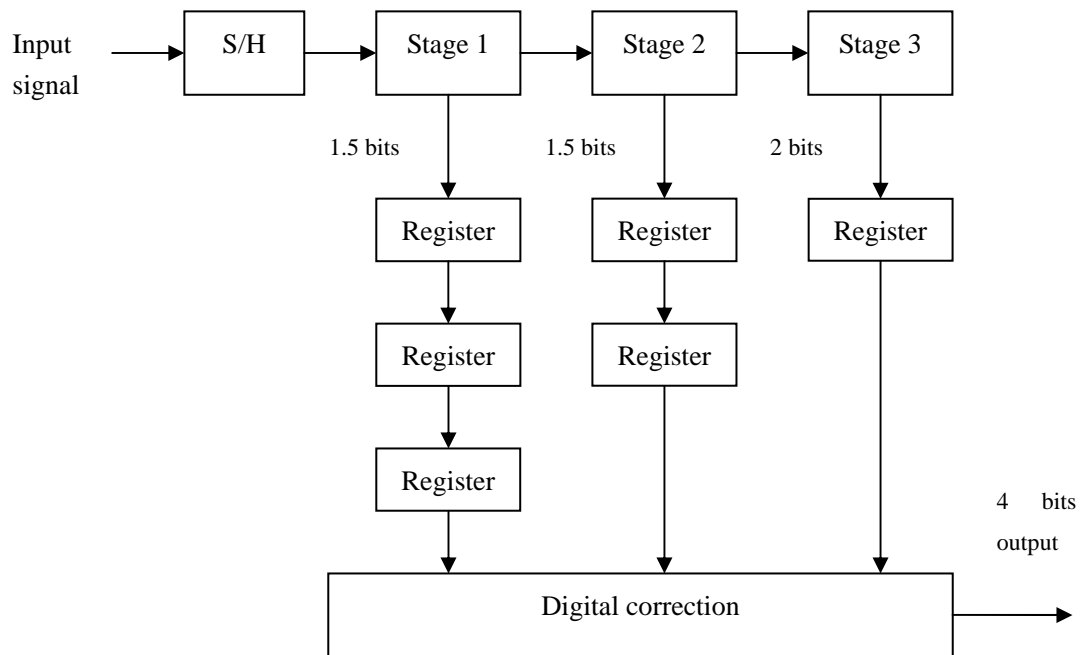 Input
signal
S/H
Stage 1
Stage 2
Stage 3
1.5 bits
1.5 bits
2 bits
Register
Register
Register
Register
Register
Register
4 bits
output
Digital correction